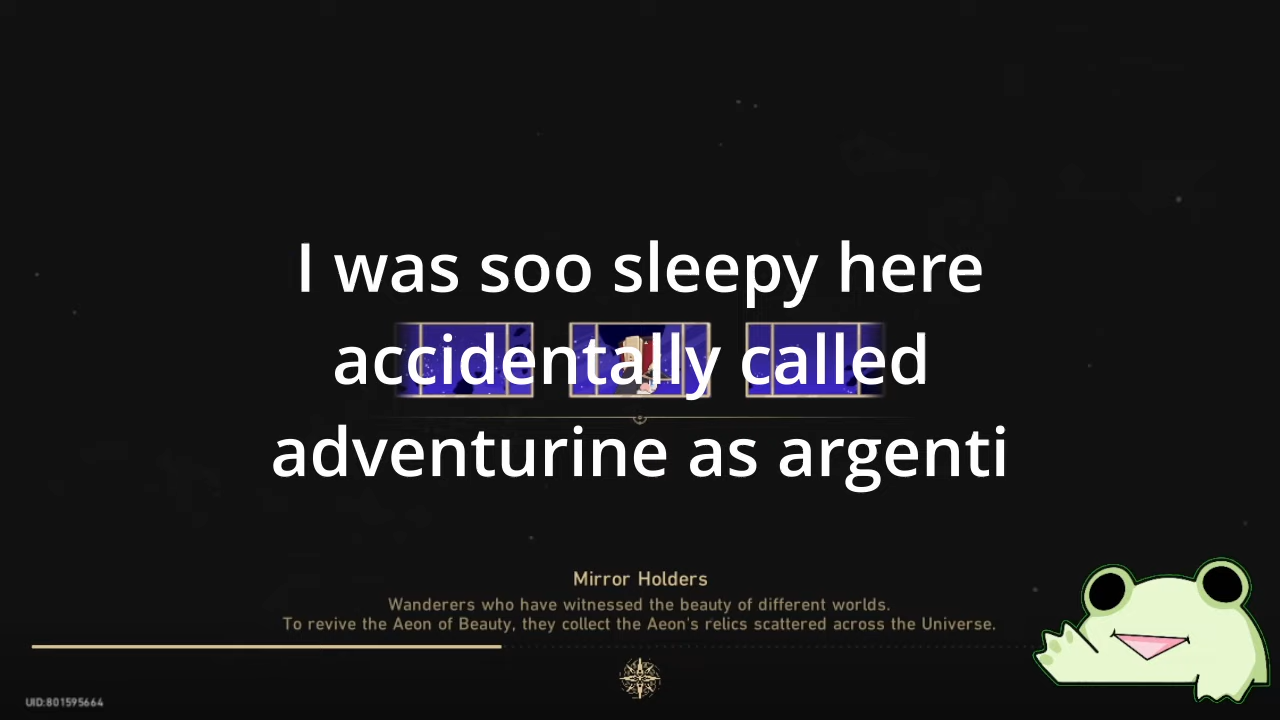 I was soo sleepy here
accidentally called
adventurine as argenti
Mirror Holders
Wanderers who have witnessed the beauty of different worlds.
To revive the Aeon of Beauty, they collect the Aeon's relics scattered across the Universe.
UID:801595664